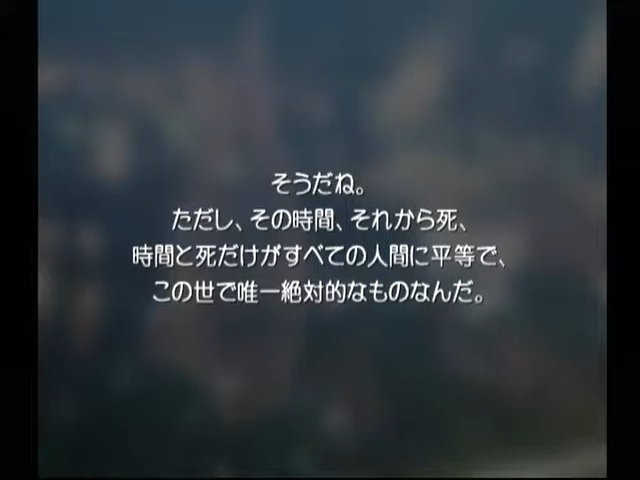 そうだね。
ただし、その時間、それから死、
時間と死だけがすべての人間に平等で、
この世で唯一絶対的なものなんだ。